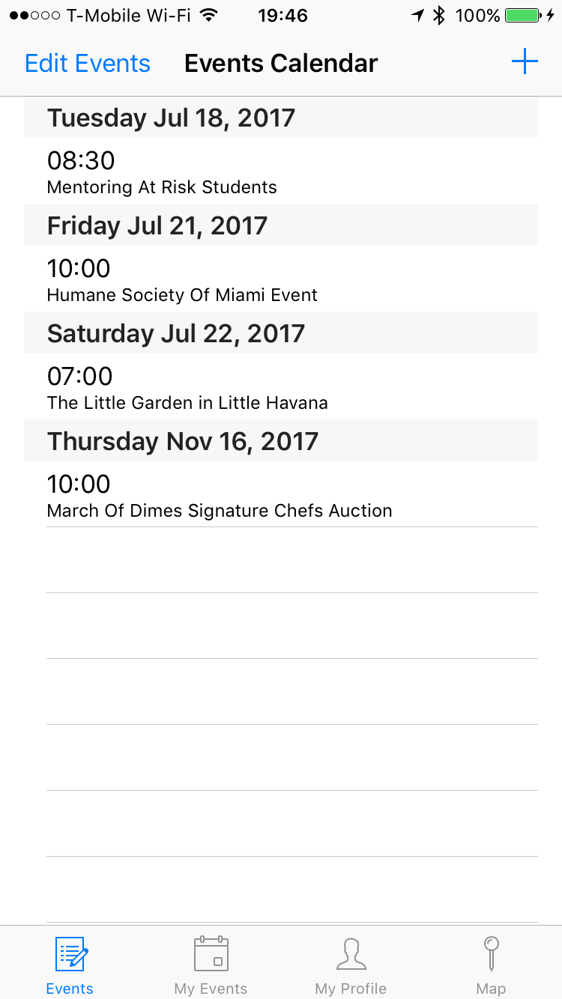 T-Mobile Wi-Fi 19:46 100%
Edit Events Events Calendar
Tuesday Jul 18, 2017
08:30
Mentoring At Risk Students
Friday Jul 21, 2017
10:00
Humane Society Of Miami Event
Saturday Jul 22, 2017
07:00
The Little Garden in Little Havana
Thursday Nov 16, 2017
10:00
March Of Dimes Signature Chefs Auction
Events My Events My Profile Map